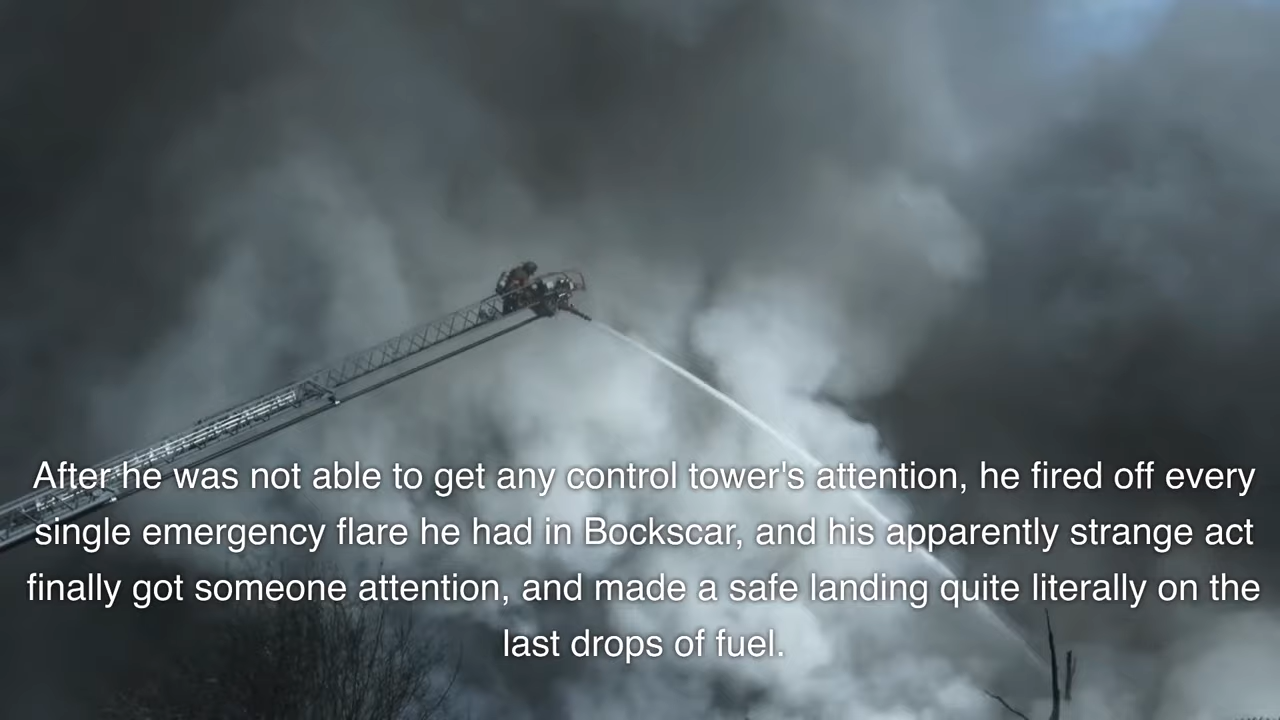 After he was not able to get any control tower's attention, he fired off every
single emergency flare he had in Bockscar, and his apparently strange act
finally got someone attention, and made a safe landing quite literally on the
last drops of fuel.